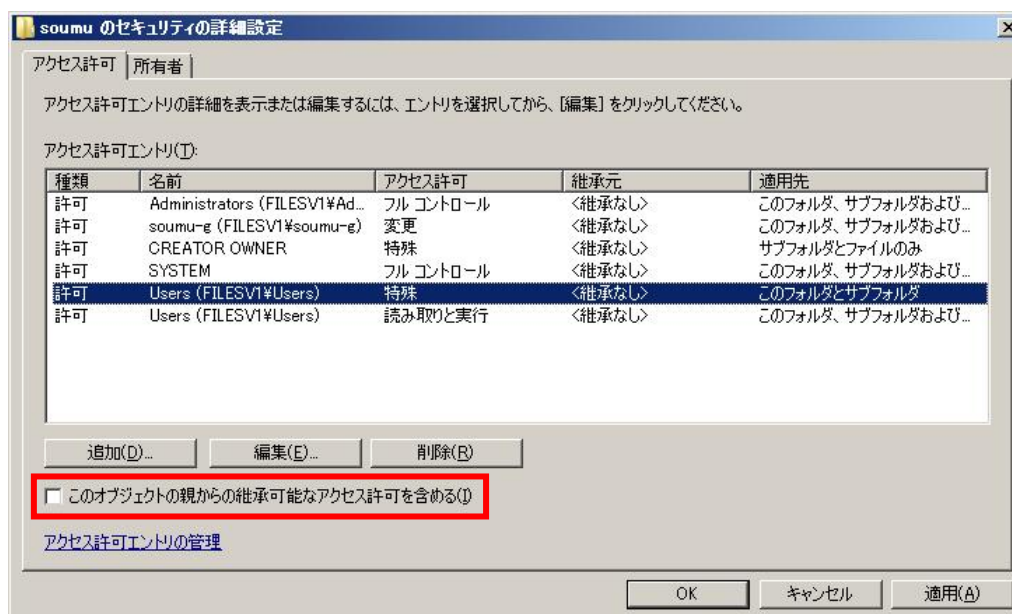 soumu のセキュリティの詳細設定
アクセス許可 所有者
アクセス許可エントリの詳細を表示または編集するには、エントリを選択してから、[編集] をクリックしてください。
アクセス許可エントリ(T):
種類 名前 アクセス許可 継承元 適用先
許可 Administrators (FILESV1¥Ad... フル コントロール <継承なし> このフォルダ、サブフォルダおよび...
許可 soumu-g (FILESV1¥soumu-g) 変更 <継承なし> このフォルダ、サブフォルダおよび...
許可 CREATOR OWNER 特殊 <継承なし> サブフォルダとファイルのみ
許可 SYSTEM フル コントロール <継承なし> このフォルダ、サブフォルダおよび...
許可 Users (FILESV1¥Users) 特殊 <継承なし> このフォルダとサブフォルダ
許可 Users (FILESV1¥Users) 読み取りと実行 <継承なし> このフォルダ、サブフォルダおよび...
追加(D)... 編集(E)... 削除(R)
このオブジェクトの親からの継承可能なアクセス許可を含める(I)
アクセス許可エントリの管理
OK キャンセル 適用(A)